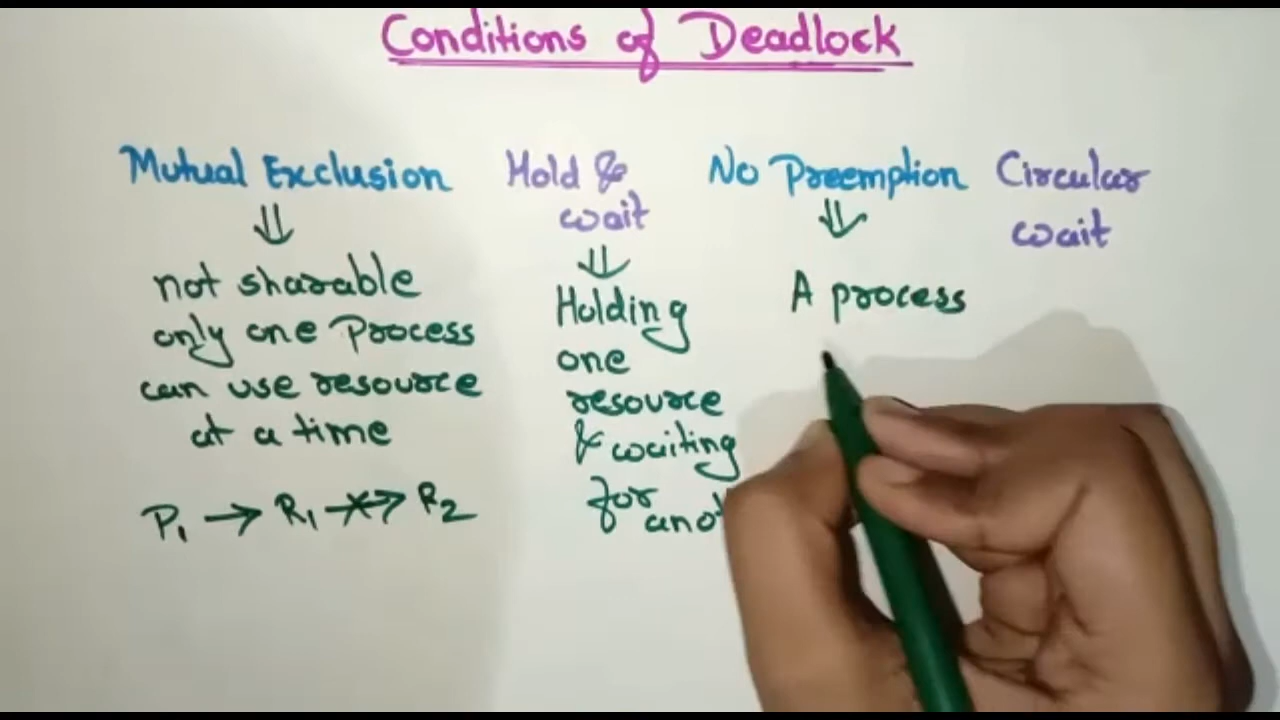 Conditions of Deadlock
Mutual Exclusion
not sharable
only one Process
can use resource
at a time
P1 → R1 ↛ R2
Hold &
wait
Holding
one
resource
& waiting
for
No Preemption
A process
Circular
wait